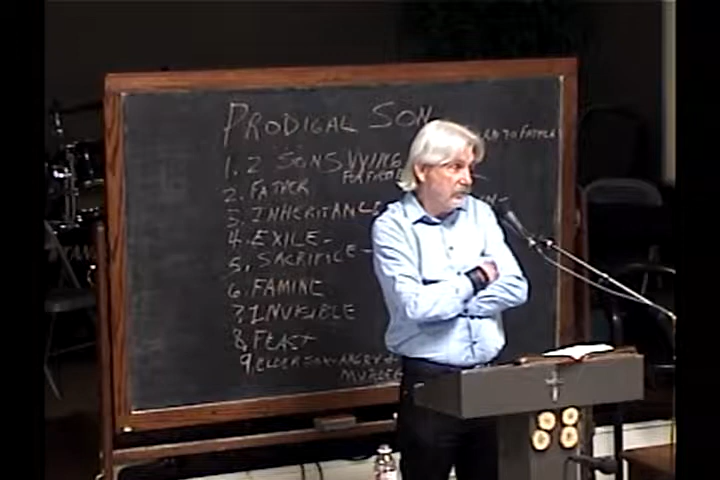 PRODIGAL SON
TO FATHER
1. 2 SONS VYING
2. FATHER
3. INHERITANCE
4. EXILE-
5. SACRIFICE-
6. FAMINE
7. INVISIBLE
8. FEAST
9. ELDER SON-ANGRY
MURDER